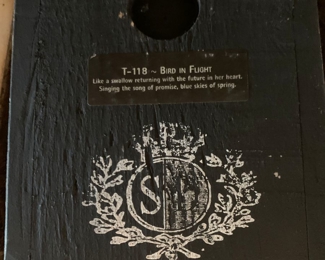 T-118 ~ BIRD IN FLIGHT
Like a swallow returning with the future in her heart.
Singing the song of promise, blue skies of spring.
S